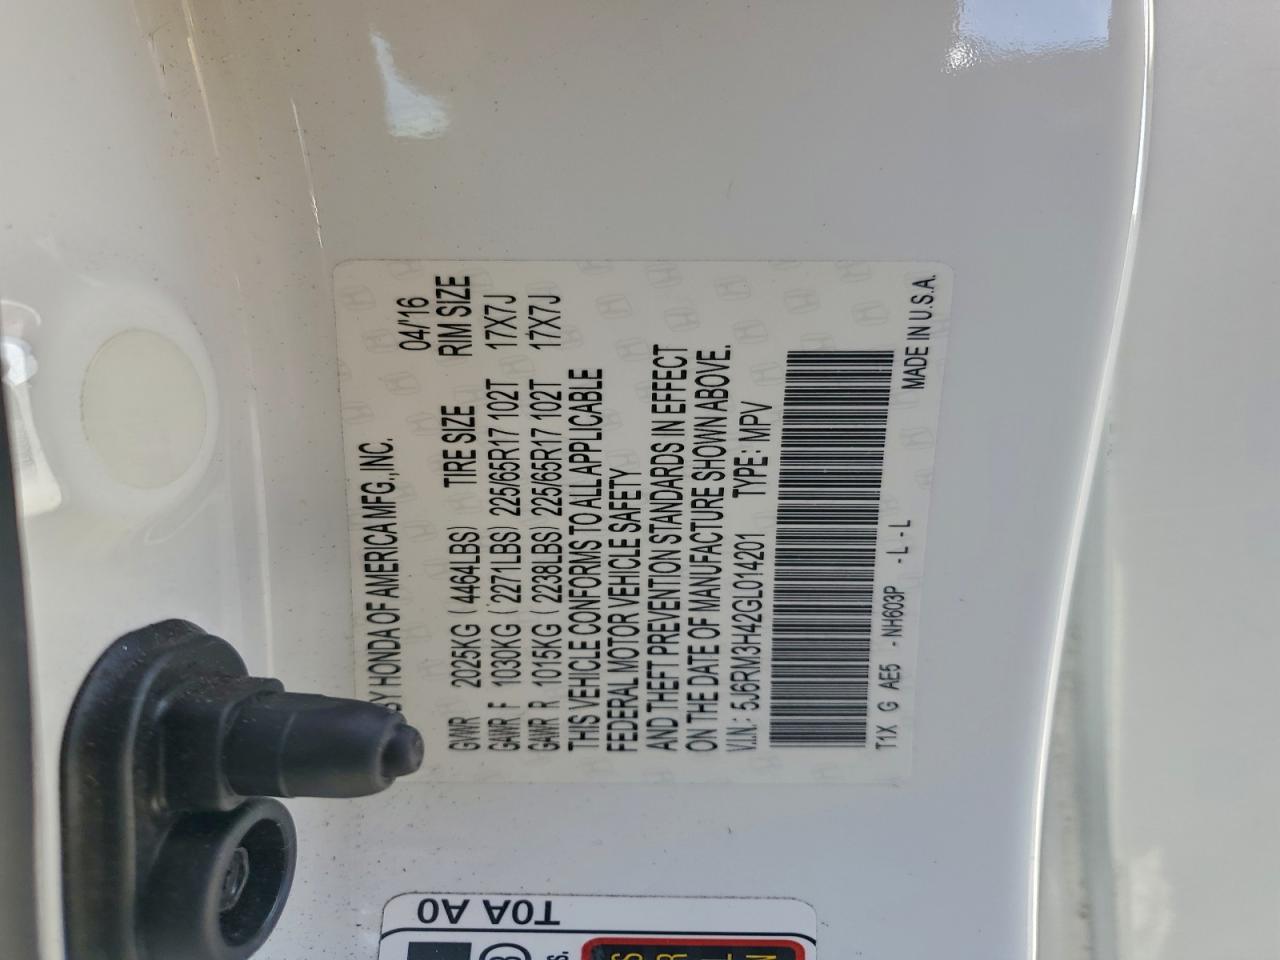 BY HONDA OF AMERICA MFG., INC.
04/'16
TIRE SIZE RIM SIZE
GVWR 2025KG ( 4464LBS)
GAWR F 1030KG ( 2271LBS) 225/65R17 102T 17X7J
GAWR R 1015KG ( 2238LBS) 225/65R17 102T 17X7J
THIS VEHICLE CONFORMS TO ALL APPLICABLE
FEDERAL MOTOR VEHICLE SAFETY
AND THEFT PREVENTION STANDARDS IN EFFECT
ON THE DATE OF MANUFACTURE SHOWN ABOVE.
V.I.N.: 5J6RM3H42GL014201 TYPE: MPV
T1X G AE5 - NH603P - L - L
MADE IN U.S.A.
T0A A0